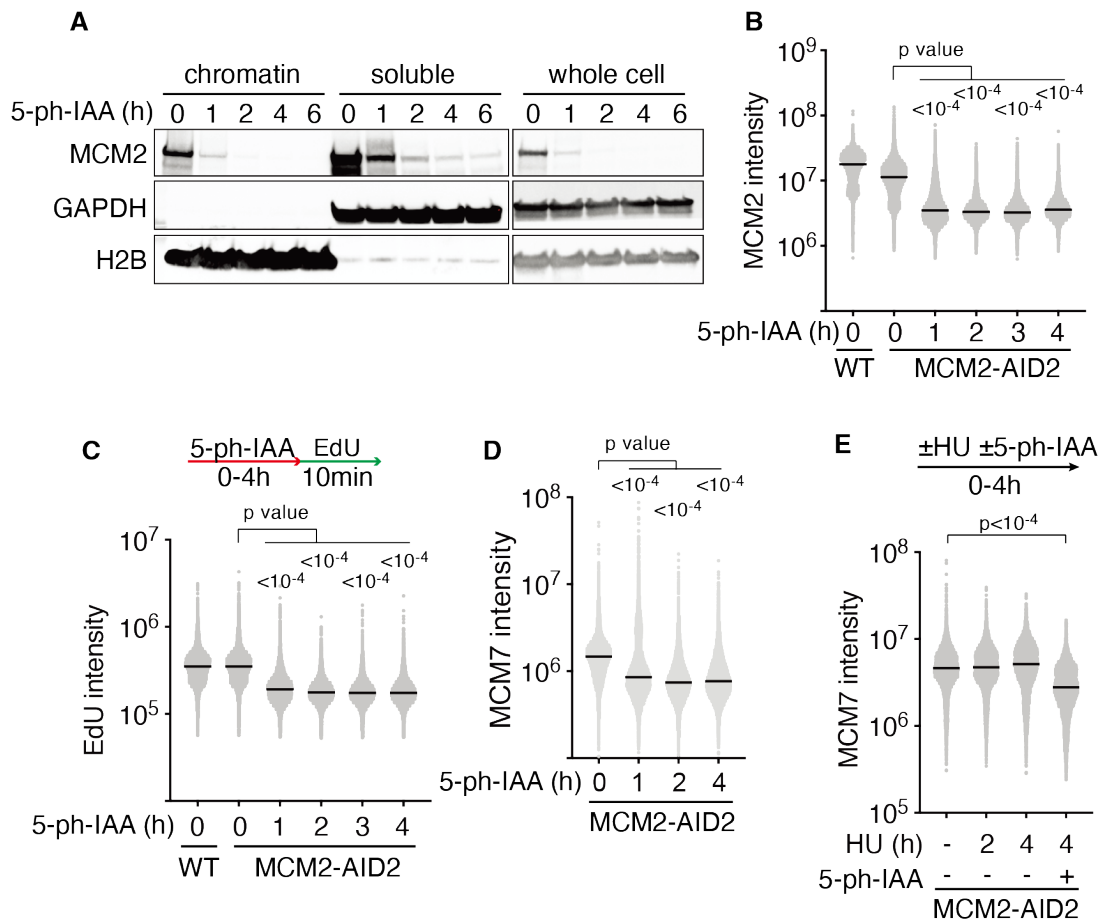 A
chromatin soluble whole cell
5-ph-IAA (h) 0 1 2 4 6 0 1 2 4 6 0 1 2 4 6
MCM2
GAPDH
H2B
B
p value
<10-4
<10-4
<10-4
<10-4
MCM2 intensity
10⁹
10⁸
10⁷
10⁶
5-ph-IAA (h) 0 0 1 2 3 4
WT MCM2-AID2
C
5-ph-IAA EdU
0-4h 10min
p value
<10-4
<10-4
<10-4
<10-4
EdU intensity
10⁷
10⁶
10⁵
5-ph-IAA (h) 0 0 1 2 3 4
WT MCM2-AID2
D
p value
<10-4
<10-4
<10-4
MCM7 intensity
10⁸
10⁷
10⁶
5-ph-IAA (h) 0 1 2 4
MCM2-AID2
E
±HU ±5-ph-IAA
0-4h
p<10-4
MCM7 intensity
10⁸
10⁷
10⁶
10⁵
HU (h) - 2 4 4
5-ph-IAA - - - +
MCM2-AID2